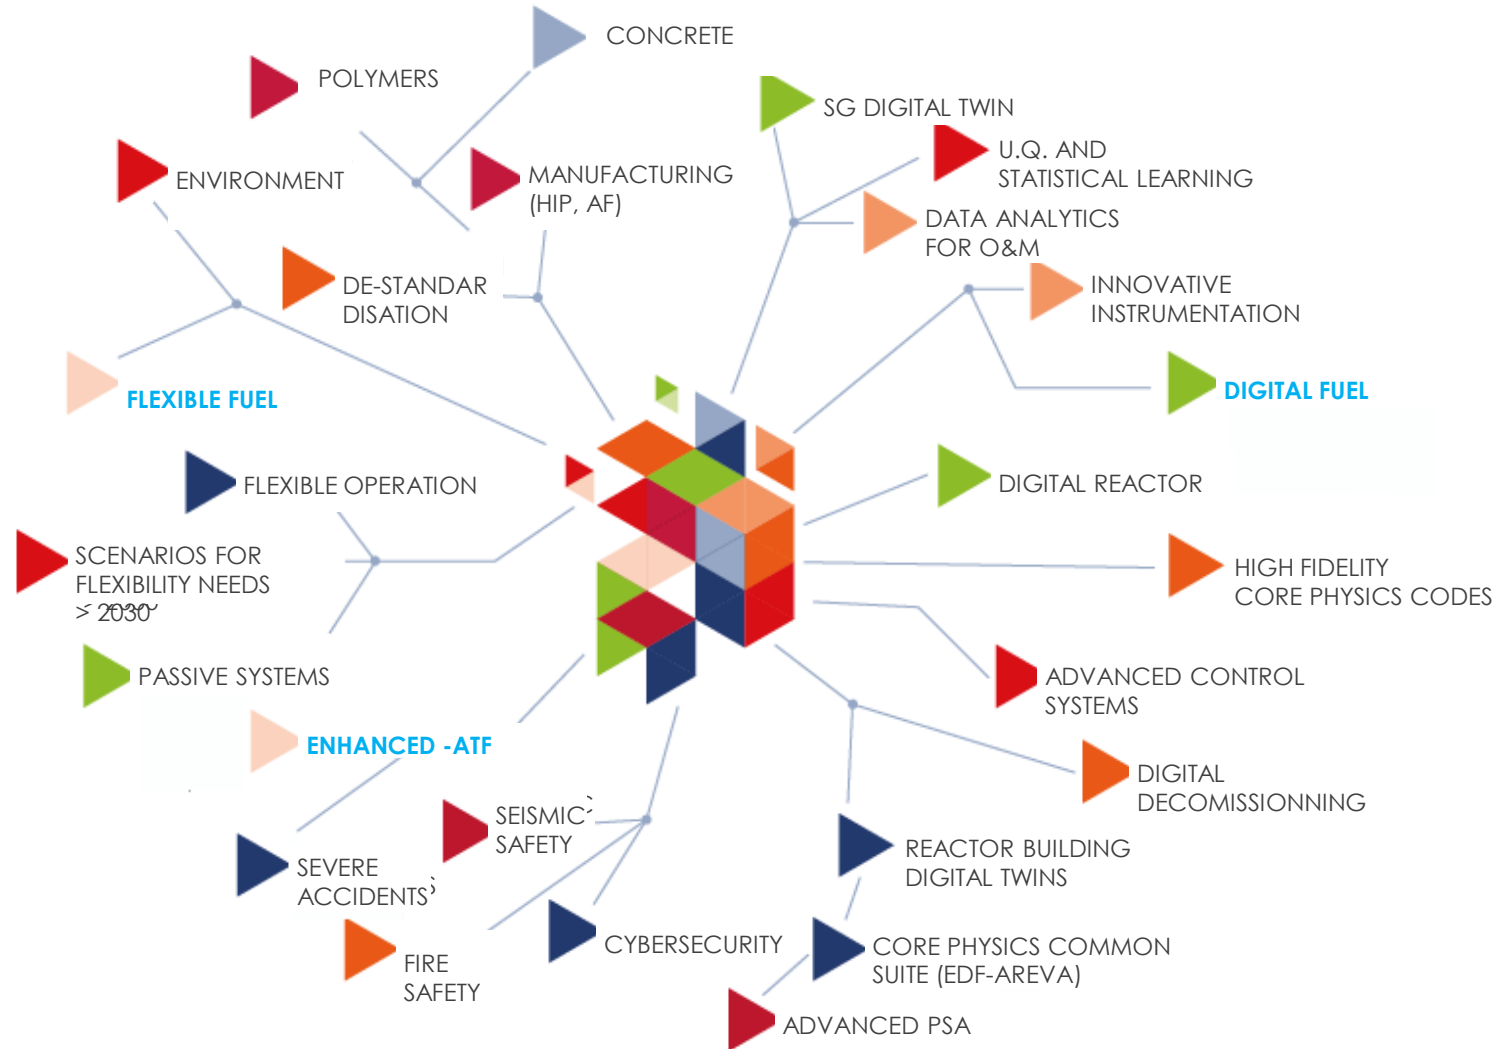 CONCRETE
POLYMERS
SG DIGITAL TWIN
U.Q. AND
STATISTICAL LEARNING
ENVIRONMENT
MANUFACTURING
(HIP, AF)
DATA ANALYTICS
FOR O&M
DE-STANDAR
DISATION
INNOVATIVE
INSTRUMENTATION
FLEXIBLE FUEL
DIGITAL FUEL
FLEXIBLE OPERATION
DIGITAL REACTOR
SCENARIOS FOR
FLEXIBILITY NEEDS
> 2030
HIGH FIDELITY
CORE PHYSICS CODES
PASSIVE SYSTEMS
ADVANCED CONTROL
SYSTEMS
ENHANCED -ATF
DIGITAL
DECOMISSIONNING
SEISMIC
SAFETY
SEVERE
ACCIDENTS
REACTOR BUILDING
DIGITAL TWINS
FIRE
SAFETY
CYBERSECURITY
CORE PHYSICS COMMON
SUITE (EDF-AREVA)
ADVANCED PSA